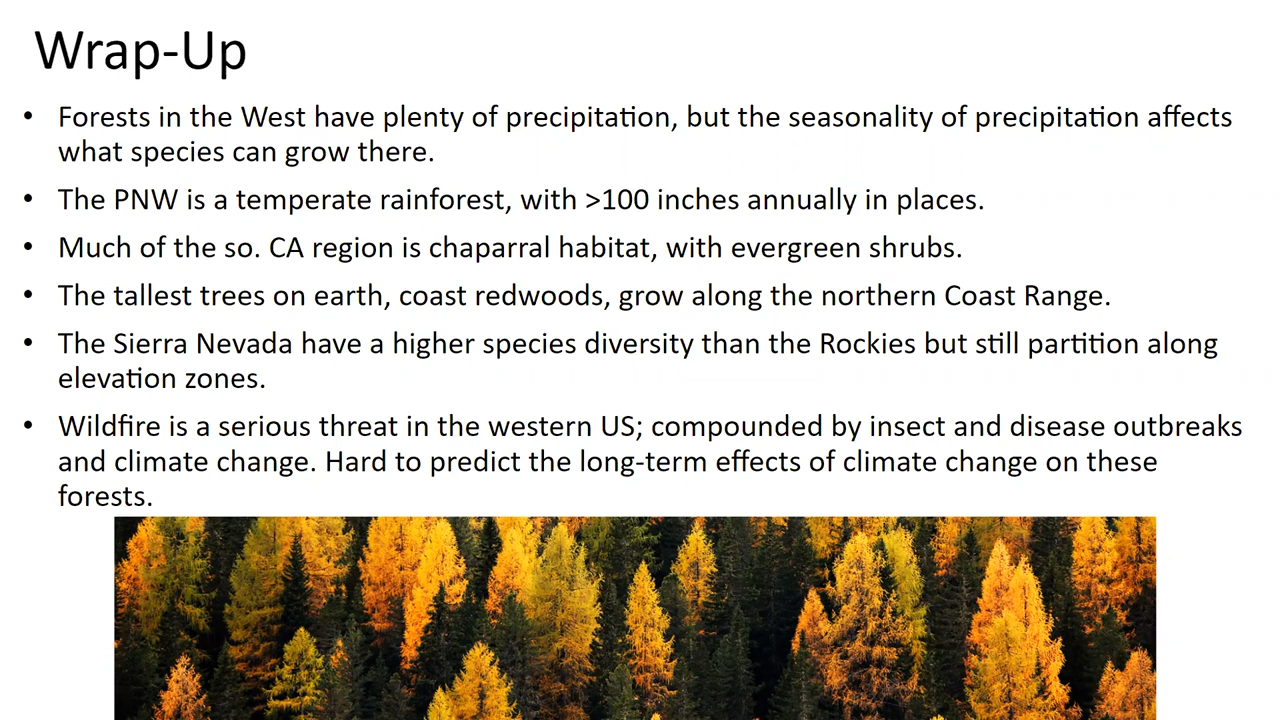 Wrap-Up
• Forests in the West have plenty of precipitation, but the seasonality of precipitation affects
what species can grow there.
• The PNW is a temperate rainforest, with >100 inches annually in places.
• Much of the so. CA region is chaparral habitat, with evergreen shrubs.
• The tallest trees on earth, coast redwoods, grow along the northern Coast Range.
• The Sierra Nevada have a higher species diversity than the Rockies but still partition along
elevation zones.
• Wildfire is a serious threat in the western US; compounded by insect and disease outbreaks
and climate change. Hard to predict the long-term effects of climate change on these
forests.